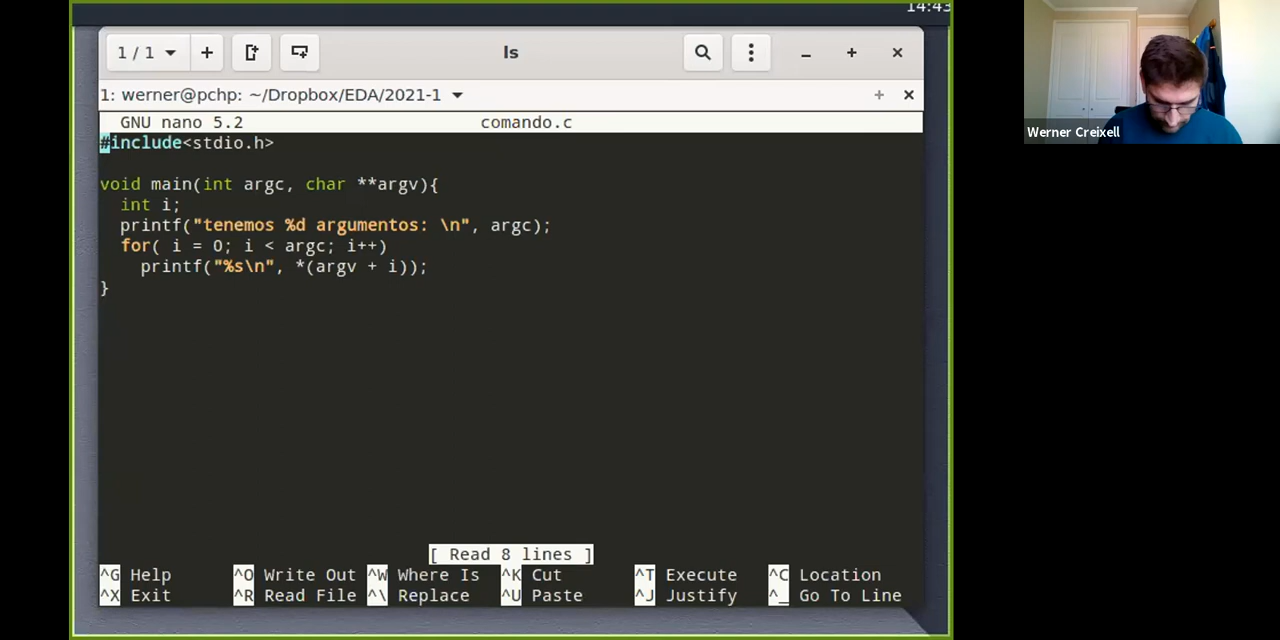 14:43
1 / 1
ls
1: werner@pchp: ~/Dropbox/EDA/2021-1
GNU nano 5.2 comando.c
#include<stdio.h>
void main(int argc, char **argv){
int i;
printf("tenemos %d argumentos: \n", argc);
for( i = 0; i < argc; i++)
printf("%s\n", *(argv + i));
}
[ Read 8 lines ]
^G Help ^O Write Out ^W Where Is ^K Cut ^T Execute ^C Location
^X Exit ^R Read File ^\ Replace ^U Paste ^J Justify ^_ Go To Line
Werner Creixell